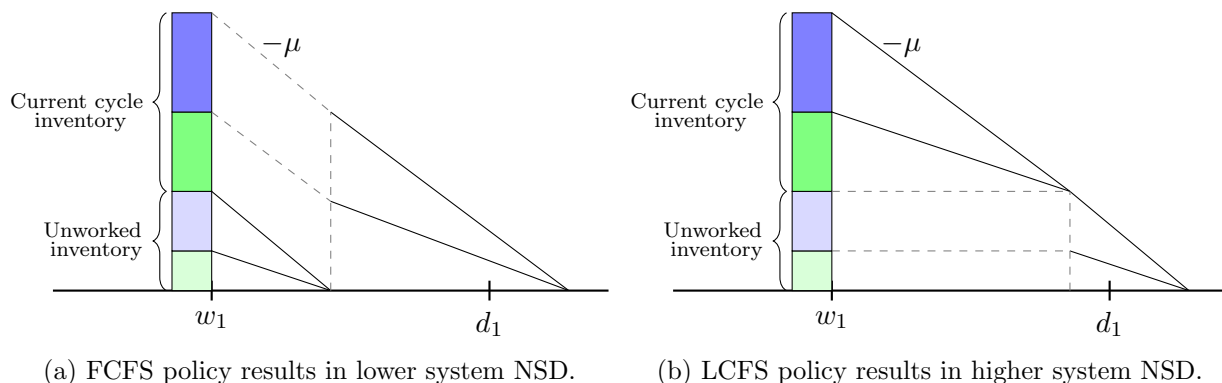 −μ
Current cycle
inventory
Unworked
inventory
w₁
d₁
(a) FCFS policy results in lower system NSD.
−μ
Current cycle
inventory
Unworked
inventory
w₁
d₁
(b) LCFS policy results in higher system NSD.